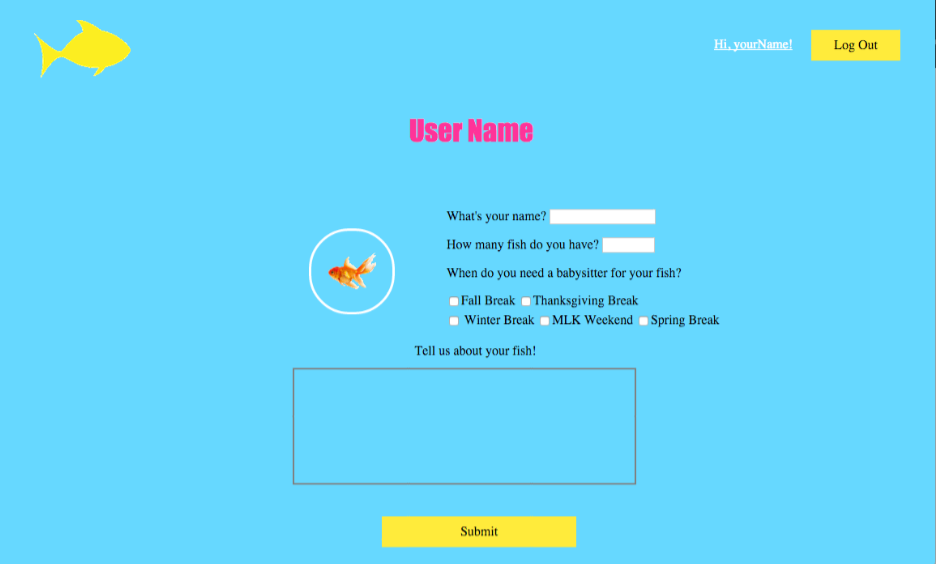 Hi, yourName! Log Out
User Name
What's your name?
How many fish do you have?
When do you need a babysitter for your fish?
Fall Break Thanksgiving Break
Winter Break MLK Weekend Spring Break
Tell us about your fish!
Submit